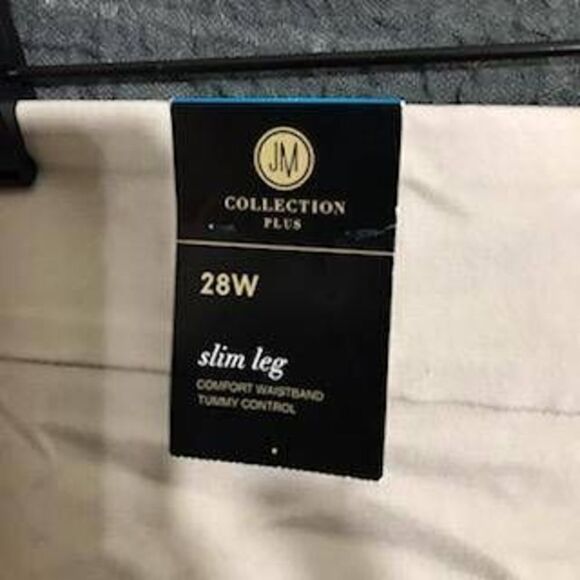 JM
COLLECTION
PLUS
28W
slim leg
COMFORT WAISTBAND
TUMMY CONTROL